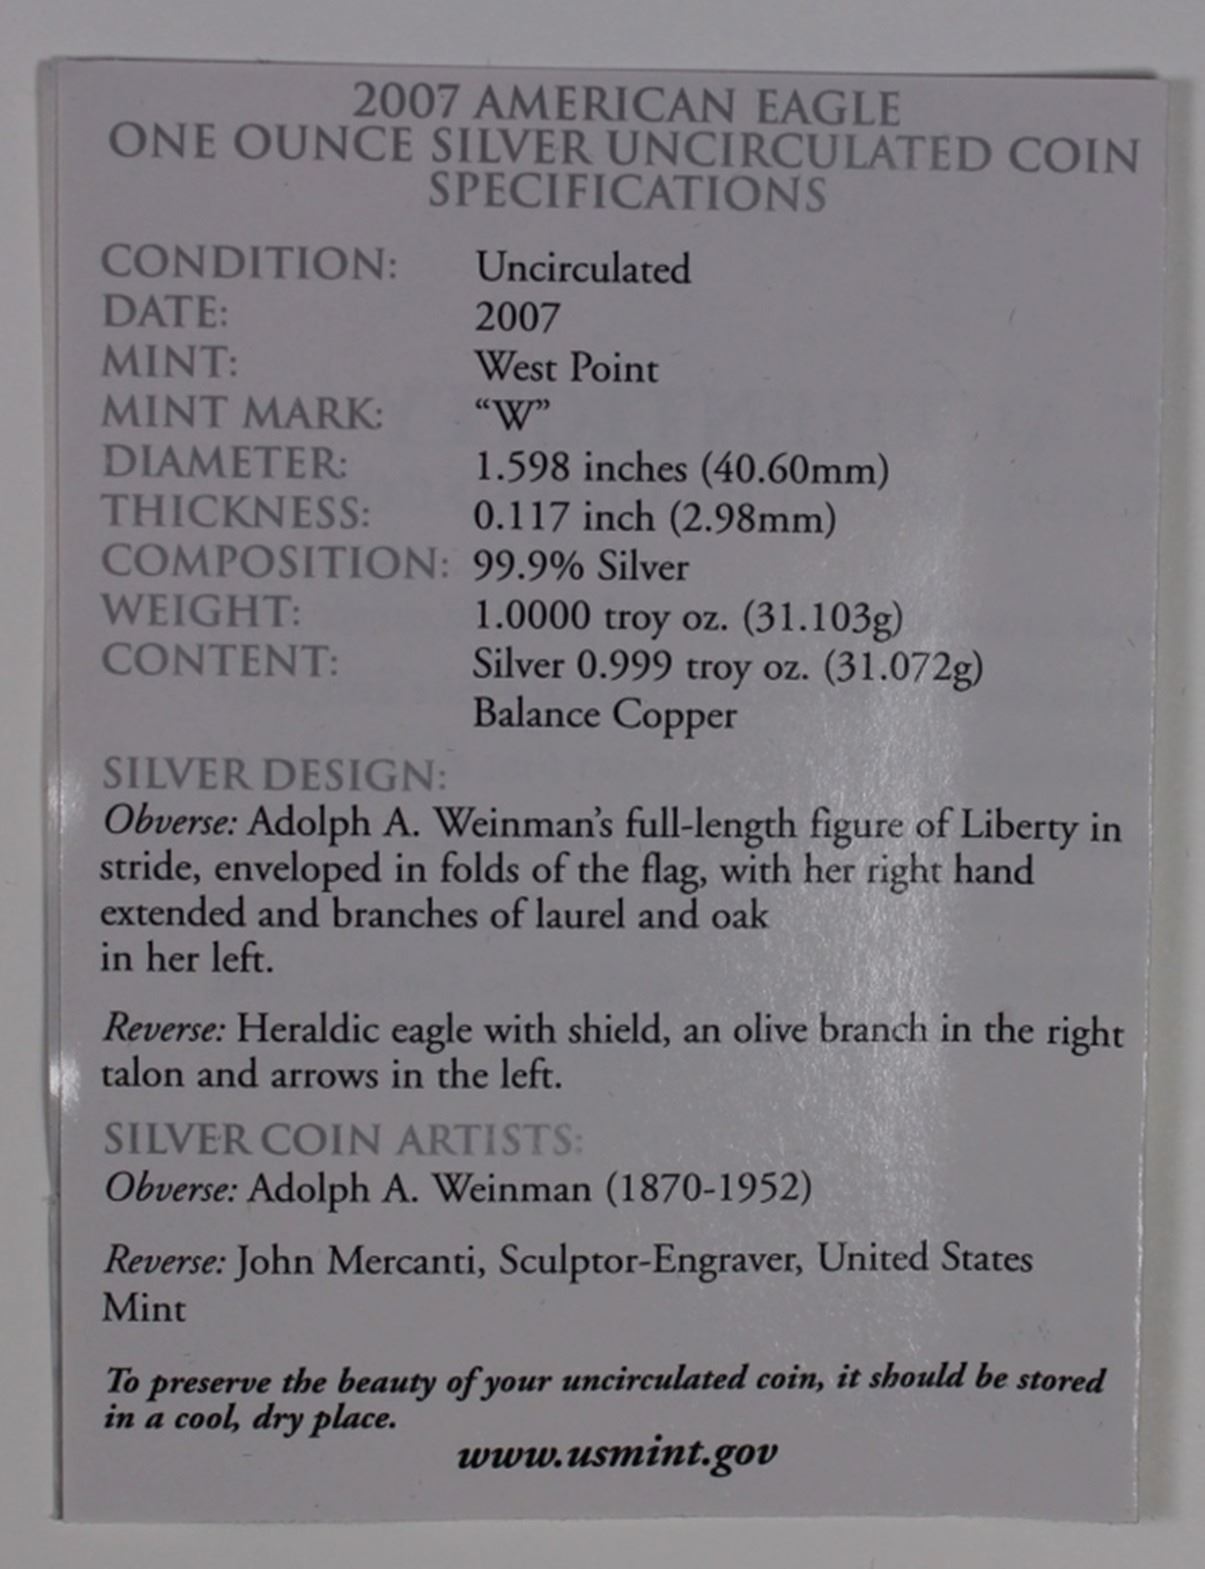 2007 AMERICAN EAGLE
ONE OUNCE SILVER UNCIRCULATED COIN
SPECIFICATIONS
CONDITION: Uncirculated
DATE: 2007
MINT: West Point
MINT MARK: “W”
DIAMETER: 1.598 inches (40.60mm)
THICKNESS: 0.117 inch (2.98mm)
COMPOSITION: 99.9% Silver
WEIGHT: 1.0000 troy oz. (31.103g)
CONTENT: Silver 0.999 troy oz. (31.072g)
Balance Copper
SILVER DESIGN:
Obverse: Adolph A. Weinman’s full-length figure of Liberty in
stride, enveloped in folds of the flag, with her right hand
extended and branches of laurel and oak
in her left.
Reverse: Heraldic eagle with shield, an olive branch in the right
talon and arrows in the left.
SILVER COIN ARTISTS:
Obverse: Adolph A. Weinman (1870-1952)
Reverse: John Mercanti, Sculptor-Engraver, United States
Mint
To preserve the beauty of your uncirculated coin, it should be stored
in a cool, dry place.
www.usmint.gov